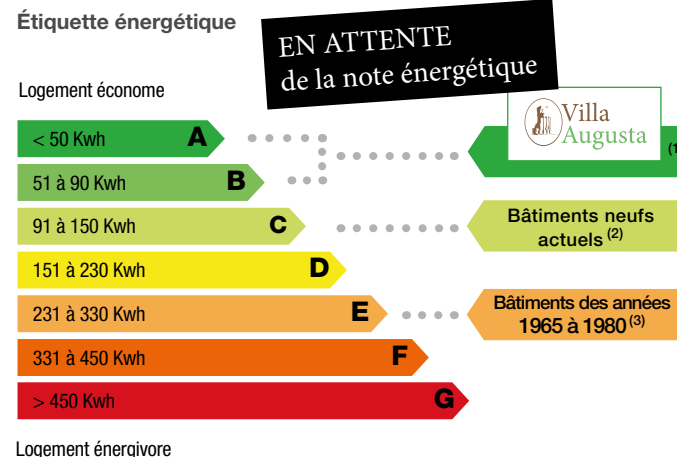 Étiquette énergétique
EN ATTENTE
de la note énergétique
Logement économe
Villa
Augusta
< 50 Kwh A
(1
51 à 90 Kwh B
91 à 150 Kwh C
Bâtiments neufs
actuels (2)
151 à 230 Kwh D
231 à 330 Kwh E
Bâtiments des années
1965 à 1980 (3)
331 à 450 Kwh F
> 450 Kwh G
Logement énergivore